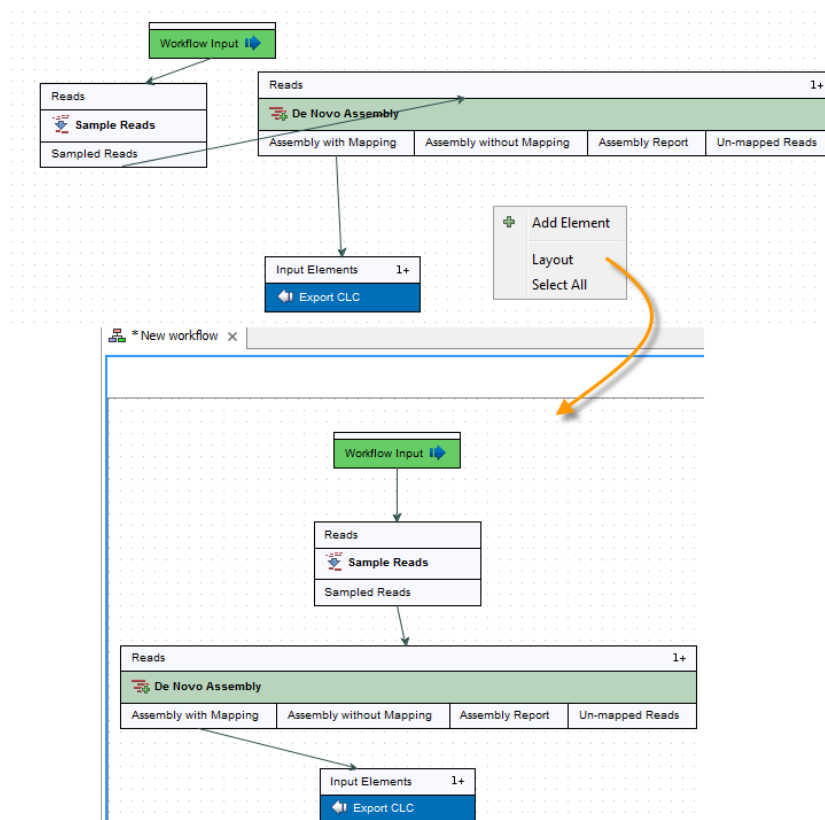 Workflow Input
Reads
Sample Reads
Sampled Reads
Reads 1+
De Novo Assembly
Assembly with Mapping Assembly without Mapping Assembly Report Un-mapped Reads
Add Element
Layout
Select All
Input Elements 1+
Export CLC
* New workflow
Workflow Input
Reads
Sample Reads
Sampled Reads
Reads 1+
De Novo Assembly
Assembly with Mapping Assembly without Mapping Assembly Report Un-mapped Reads
Input Elements 1+
Export CLC